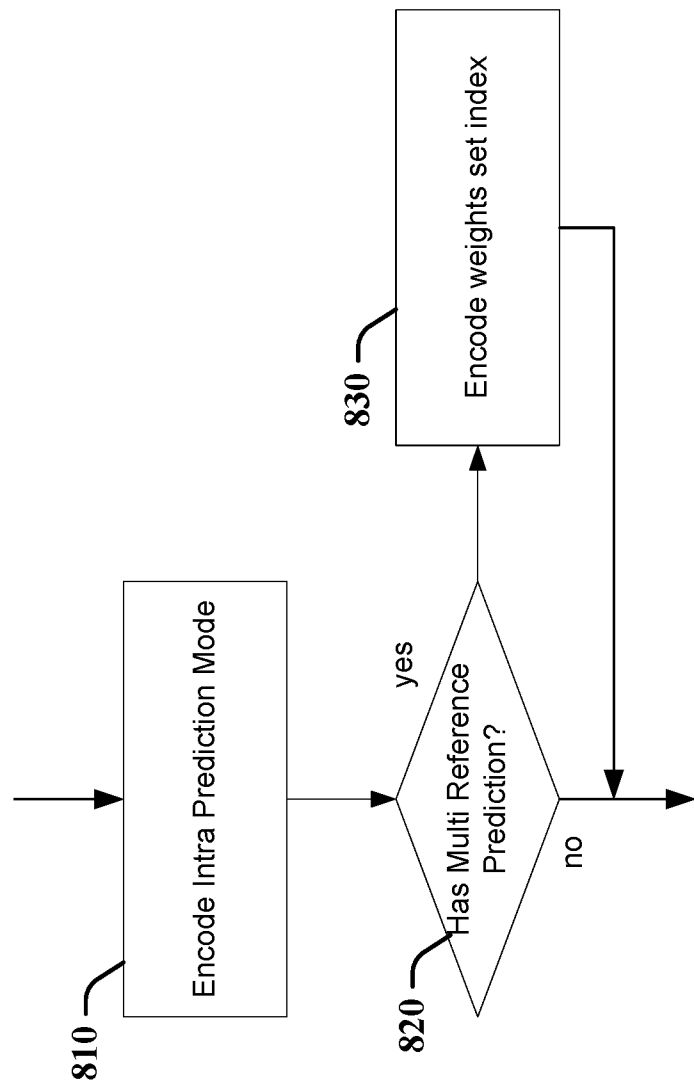 810
Encode Intra Prediction Mode
820
Has Multi Reference
Prediction?
yes
no
830
Encode weights set index